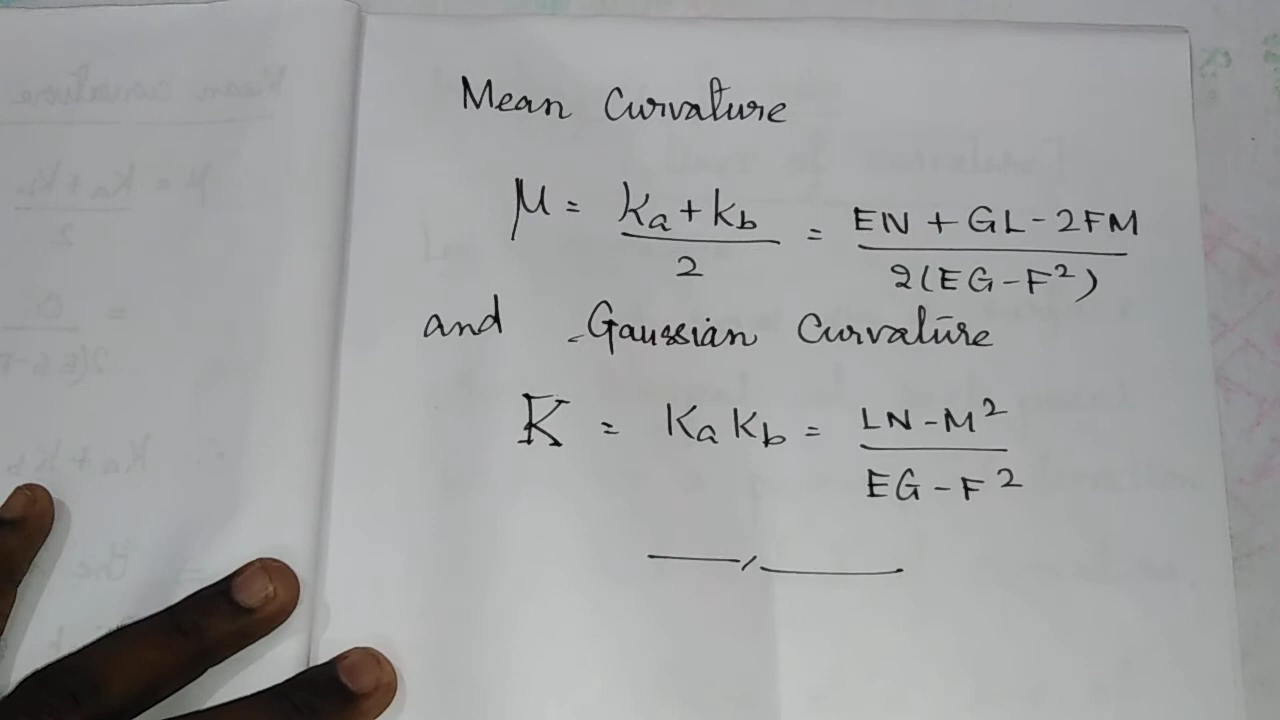 Mean Curvature
μ = Ka + Kb / 2 = EN + GL - 2FM / 2(EG - F²)
and Gaussian Curvature
K = Ka Kb = LN - M² / EG - F²